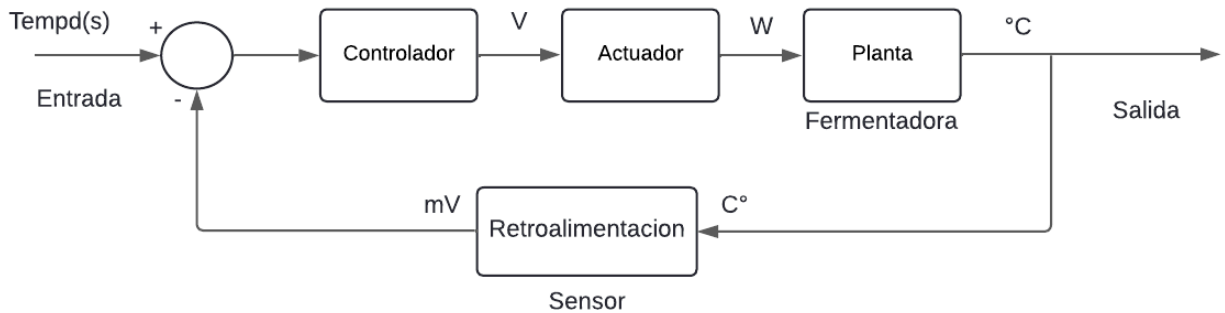 Tempd(s)
+
V
W
°C
Controlador
Actuador
Planta
Entrada
-
Fermentadora
Salida
mV
C°
Retroalimentacion
Sensor